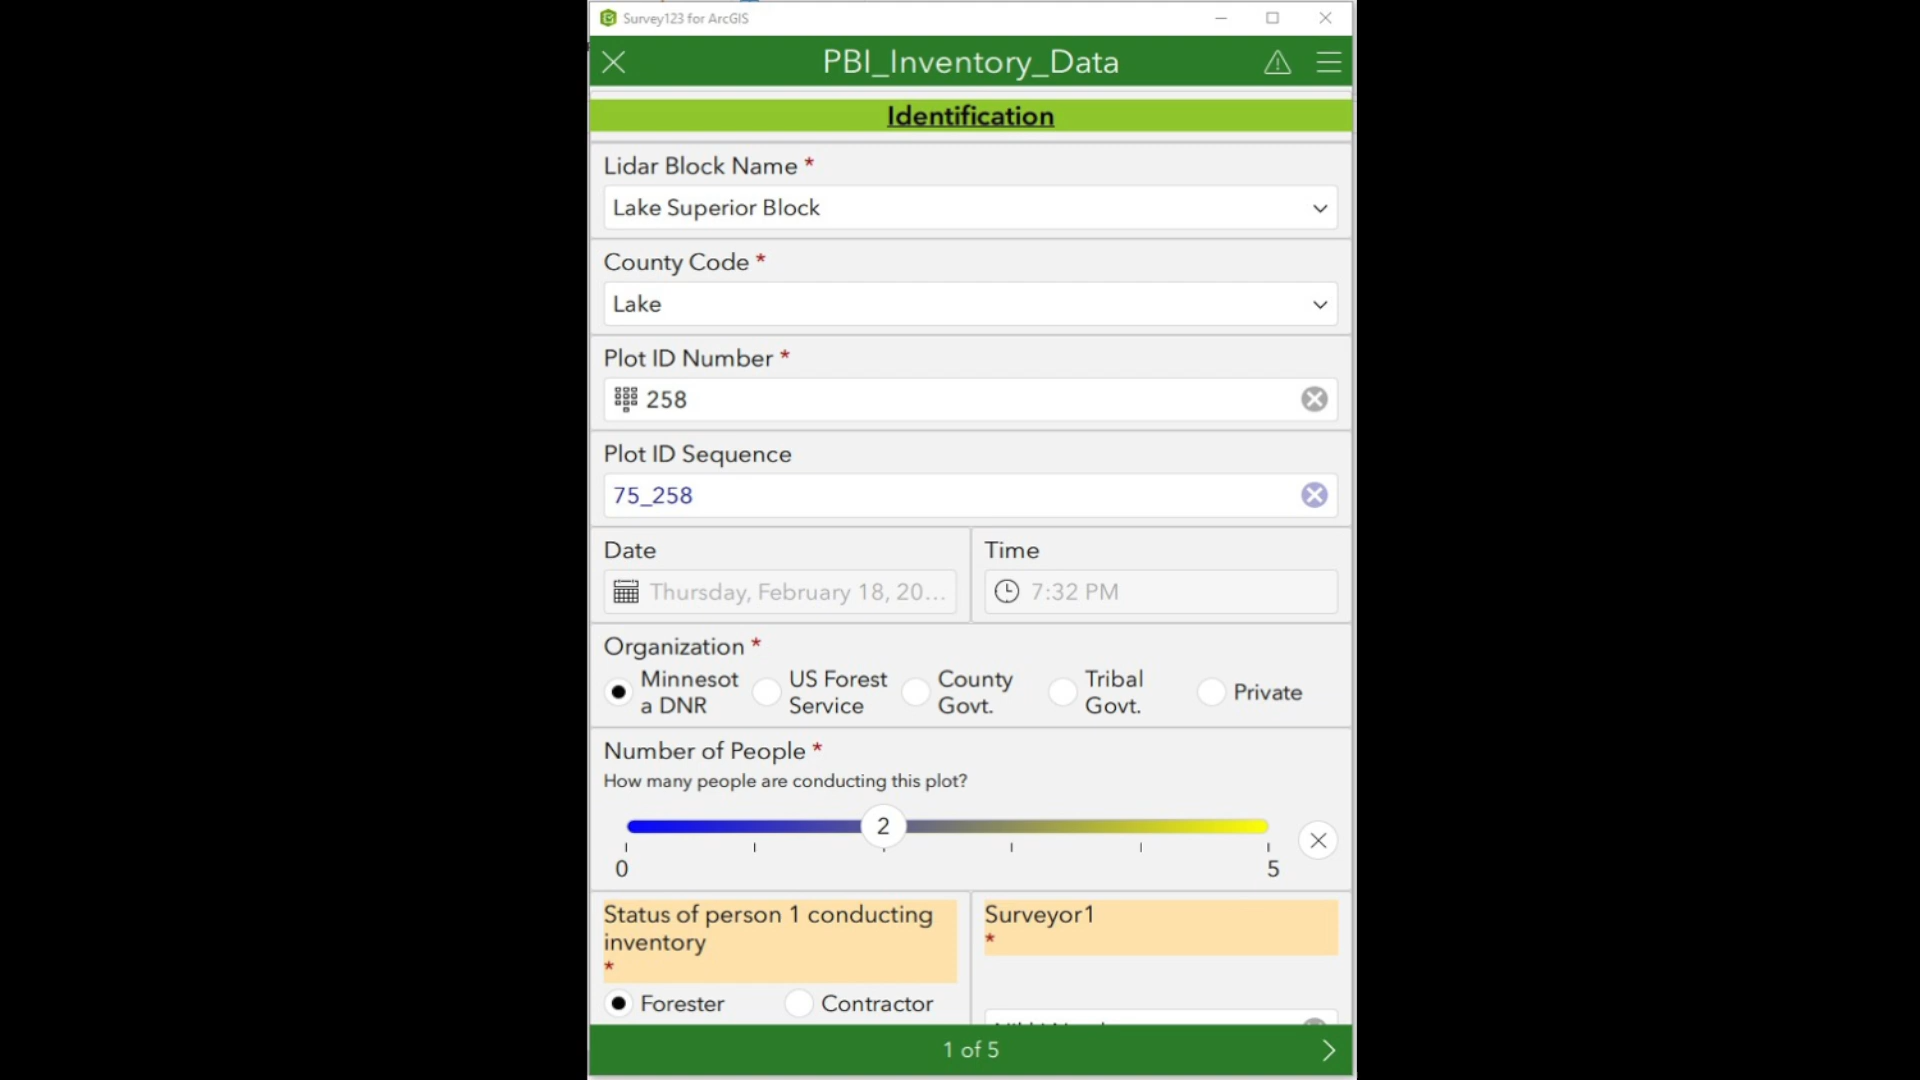 Survey123 for ArcGIS
PBI_Inventory_Data
Identification
Lidar Block Name *
Lake Superior Block
County Code *
Lake
Plot ID Number *
258
Plot ID Sequence
75_258
Date
Time
Thursday, February 18, 20...
7:32 PM
Organization *
Minnesot
a DNR
US Forest
Service
County
Govt.
Tribal
Govt.
Private
Number of People *
How many people are conducting this plot?
2
0
5
Status of person 1 conducting
inventory
*
Surveyor1
*
Forester
Contractor
1 of 5